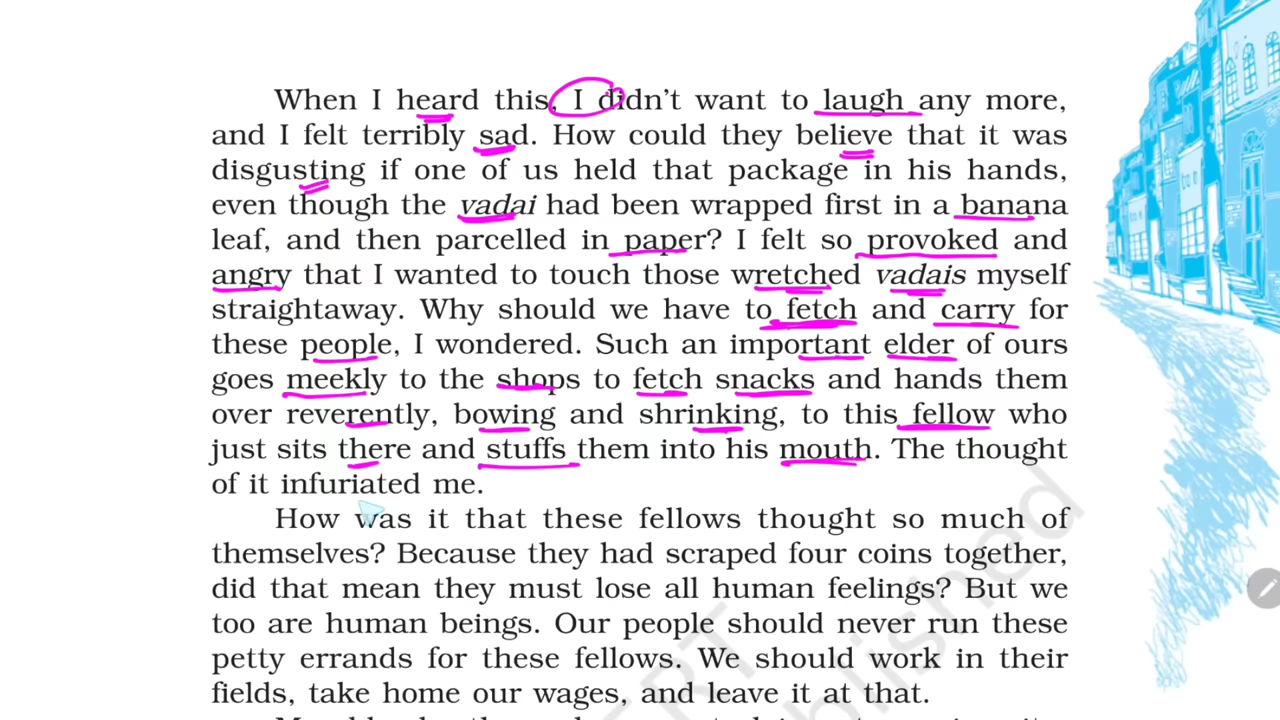 When I heard this, I didn't want to laugh any more,
and I felt terribly sad. How could they believe that it was
disgusting if one of us held that package in his hands,
even though the vadai had been wrapped first in a banana
leaf, and then parcelled in paper? I felt so provoked and
angry that I wanted to touch those wretched vadais myself
straightaway. Why should we have to fetch and carry for
these people, I wondered. Such an important elder of ours
goes meekly to the shops to fetch snacks and hands them
over reverently, bowing and shrinking, to this fellow who
just sits there and stuffs them into his mouth. The thought
of it infuriated me.
How was it that these fellows thought so much of
themselves? Because they had scraped four coins together,
did that mean they must lose all human feelings? But we
too are human beings. Our people should never run these
petty errands for these fellows. We should work in their
fields, take home our wages, and leave it at that.